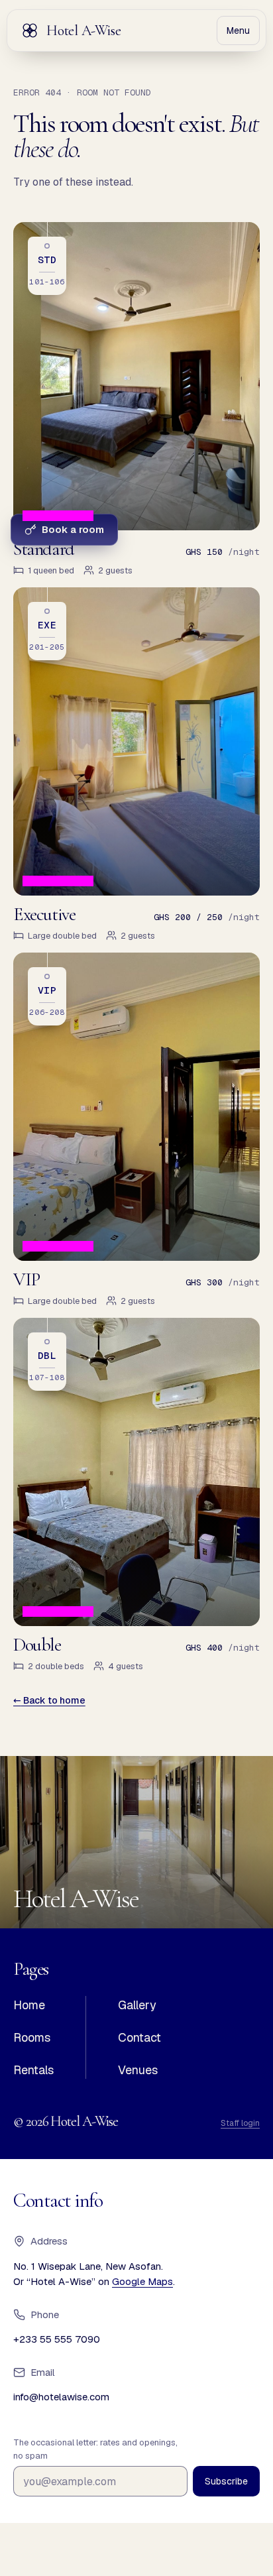 Hotel A-Wise
Menu
ERROR 404 · ROOM NOT FOUND
This room doesn't exist. But
these do.
Try one of these instead.
STD
101-106
Book a room
Standard
GHS 150 /night
1 queen bed
2 guests
EXE
201-205
Executive
GHS 200 / 250 /night
Large double bed
2 guests
VIP
206-208
VIP
GHS 300 /night
Large double bed
2 guests
DBL
107-108
Double
GHS 400 /night
2 double beds
4 guests
← Back to home
Hotel A-Wise
Pages
Home
Gallery
Rooms
Contact
Rentals
Venues
© 2026 Hotel A-Wise
Staff login
Contact info
Address
No. 1 Wisepak Lane, New Asofan.
Or “Hotel A-Wise” on Google Maps.
Phone
+233 55 555 7090
Email
info@hotelawise.com
The occasional letter: rates and openings,
no spam
you@example.com
Subscribe